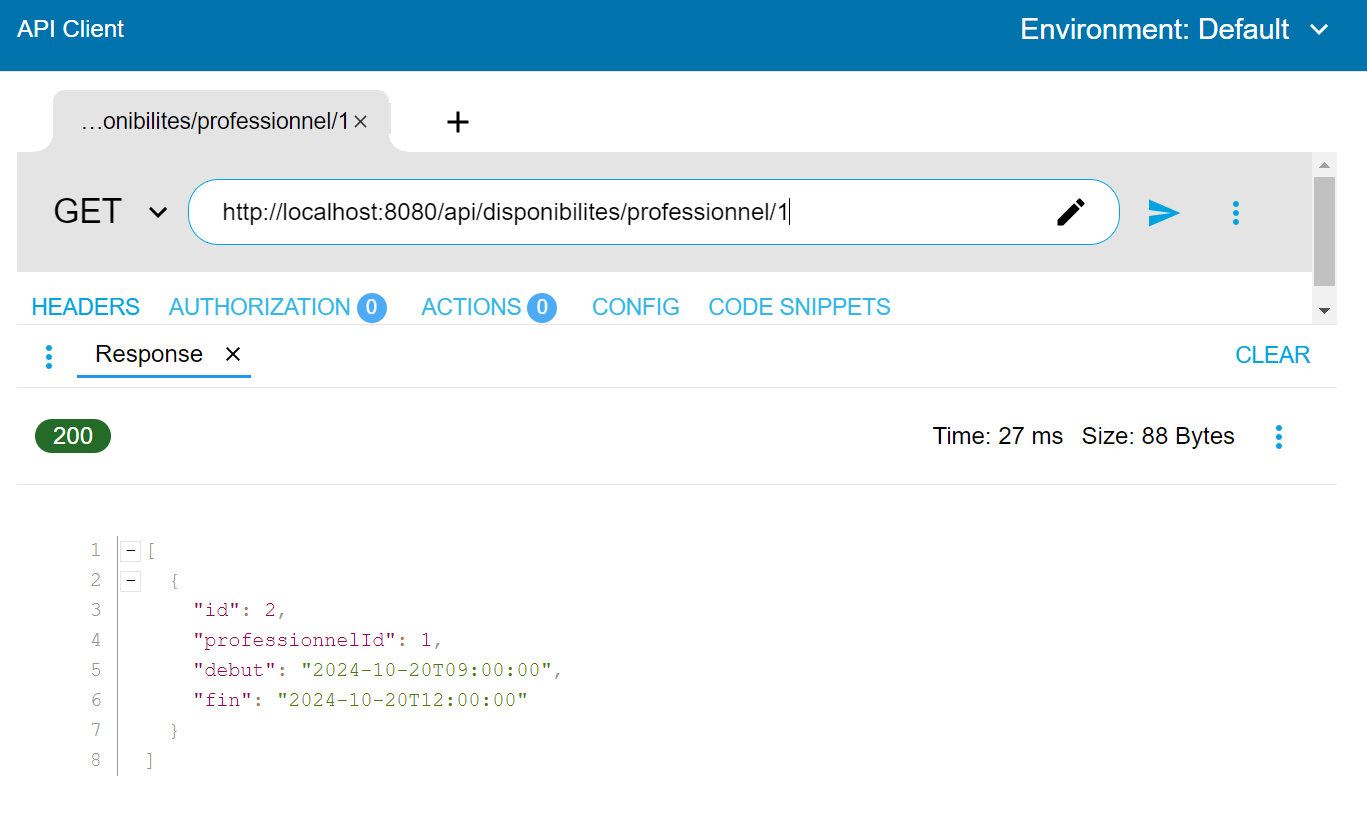 API Client
Environment: Default
...onibilites/professionnel/1 ×
+
GET
http://localhost:8080/api/disponibilites/professionnel/1
HEADERS AUTHORIZATION 0 ACTIONS 0 CONFIG CODE SNIPPETS
Response ×
CLEAR
200
Time: 27 ms Size: 88 Bytes
1 [
2 {
3 "id": 2,
4 "professionnelId": 1,
5 "debut": "2024-10-20T09:00:00",
6 "fin": "2024-10-20T12:00:00"
7 }
8 ]